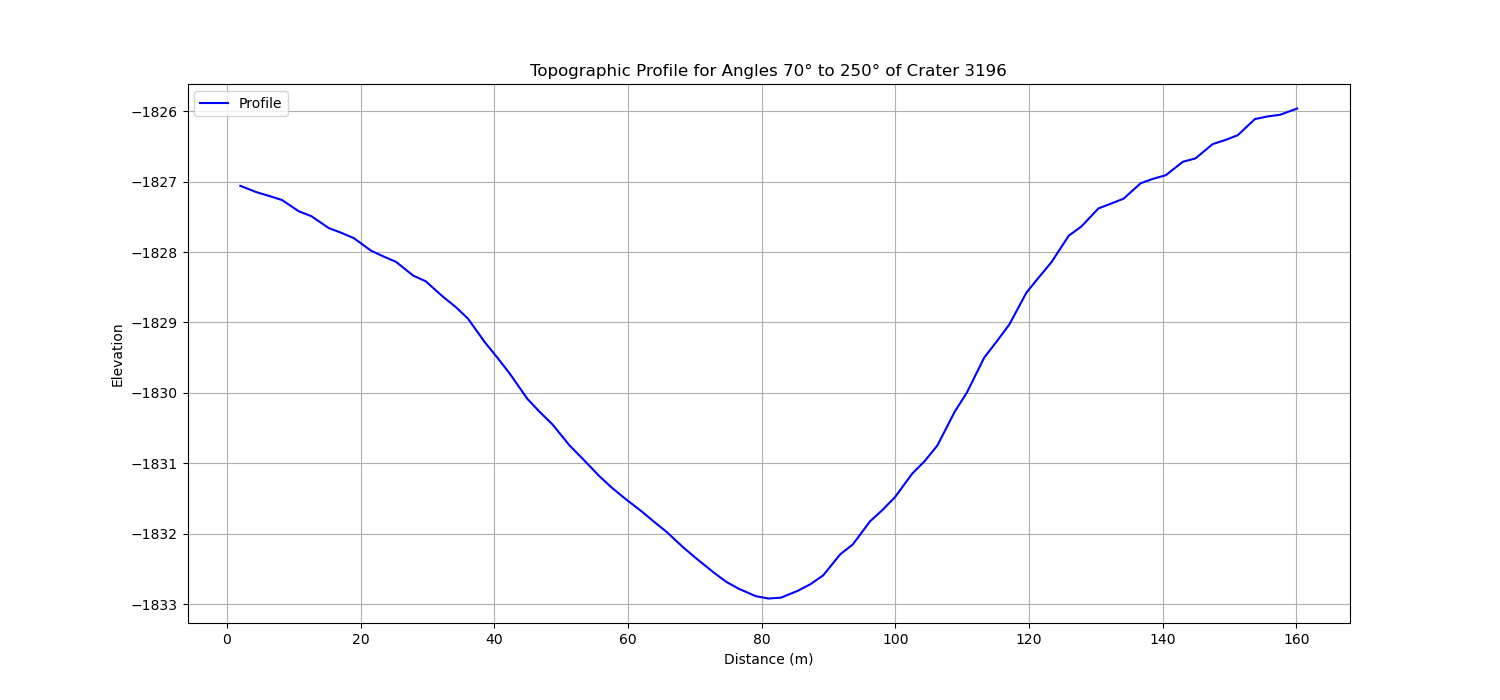 Topographic Profile for Angles 70° to 250° of Crater 3196
Profile
−1826
−1827
−1828
−1829
−1830
−1831
−1832
−1833
Elevation
0 20 40 60 80 100 120 140 160
Distance (m)